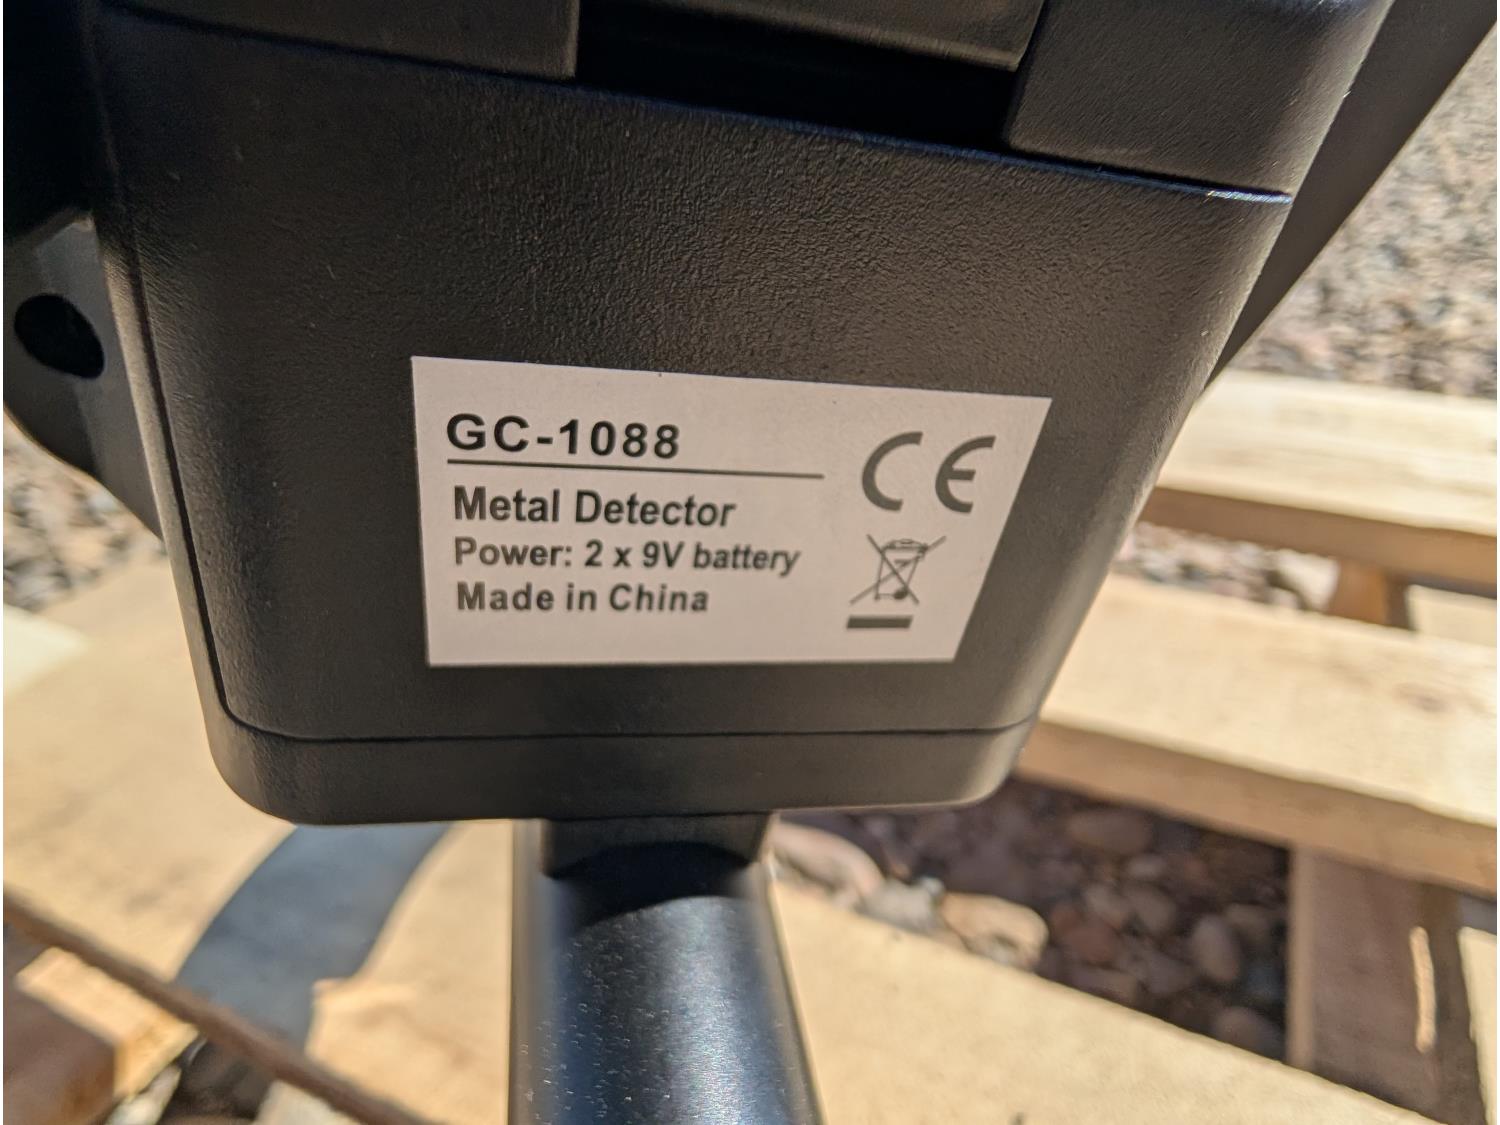 GC-1088
CE
Metal Detector
Power: 2 x 9V battery
Made in China